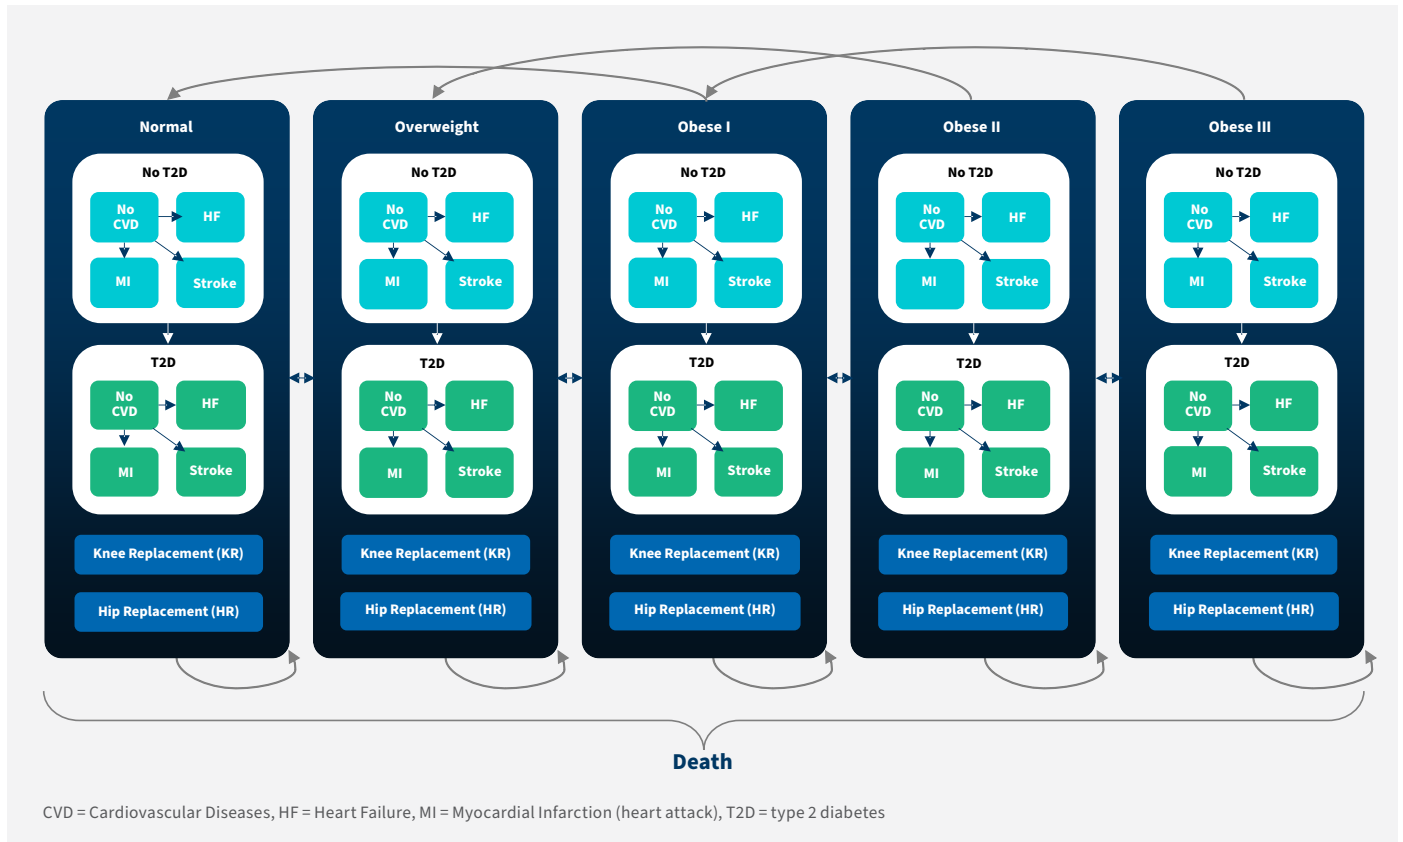 Normal
No T2D
No
CVD
HF
MI
Stroke
T2D
No
CVD
HF
MI
Stroke
Knee Replacement (KR)
Hip Replacement (HR)
Overweight
No T2D
No
CVD
HF
MI
Stroke
T2D
No
CVD
HF
MI
Stroke
Knee Replacement (KR)
Hip Replacement (HR)
Obese I
No T2D
No
CVD
HF
MI
Stroke
T2D
No
CVD
HF
MI
Stroke
Knee Replacement (KR)
Hip Replacement (HR)
Obese II
No T2D
No
CVD
HF
MI
Stroke
T2D
No
CVD
HF
MI
Stroke
Knee Replacement (KR)
Hip Replacement (HR)
Obese III
No T2D
No
CVD
HF
MI
Stroke
T2D
No
CVD
HF
MI
Stroke
Knee Replacement (KR)
Hip Replacement (HR)
Death
CVD = Cardiovascular Diseases, HF = Heart Failure, MI = Myocardial Infarction (heart attack), T2D = type 2 diabetes